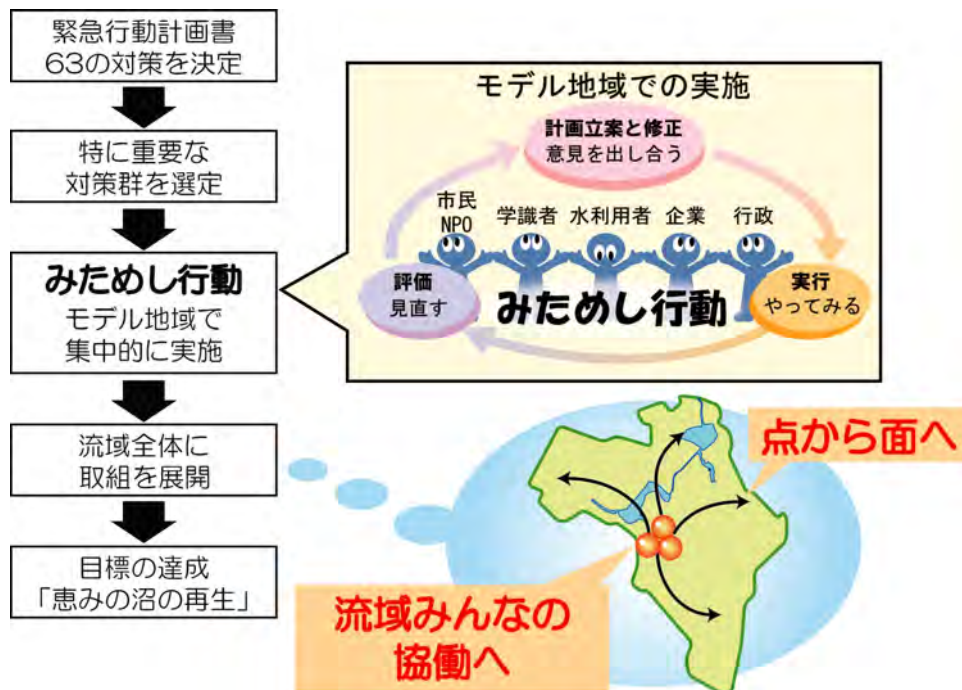 緊急行動計画書
63の対策を決定
特に重要な
対策群を選定
みためし行動
モデル地域で
集中的に実施
流域全体に
取組を展開
目標の達成
「恵みの沼の再生」
モデル地域での実施
計画立案と修正
意見を出し合う
市民
NPO
学識者
水利用者
企業
行政
評価
見直す
みためし行動
実行
やってみる
点から面へ
流域みんなの
協働へ